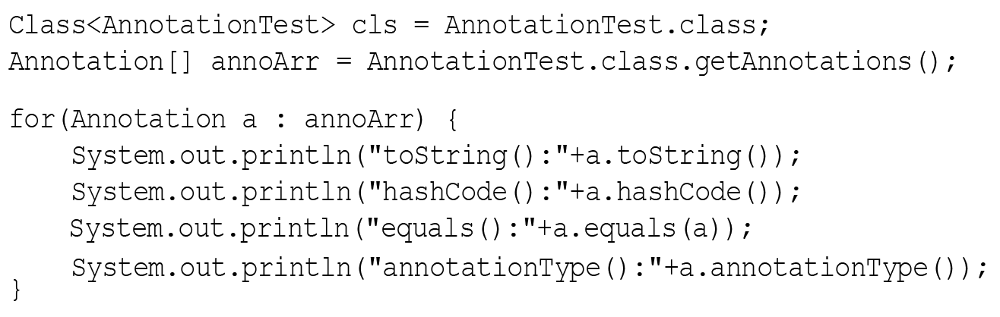 Class<AnnotationTest> cls = AnnotationTest.class;
Annotation[] annoArr = AnnotationTest.class.getAnnotations();
for(Annotation a : annoArr) {
    System.out.println("toString():"+a.toString());
    System.out.println("hashCode():"+a.hashCode());
    System.out.println("equals():"+a.equals(a));
    System.out.println("annotationType():"+a.annotationType());
}